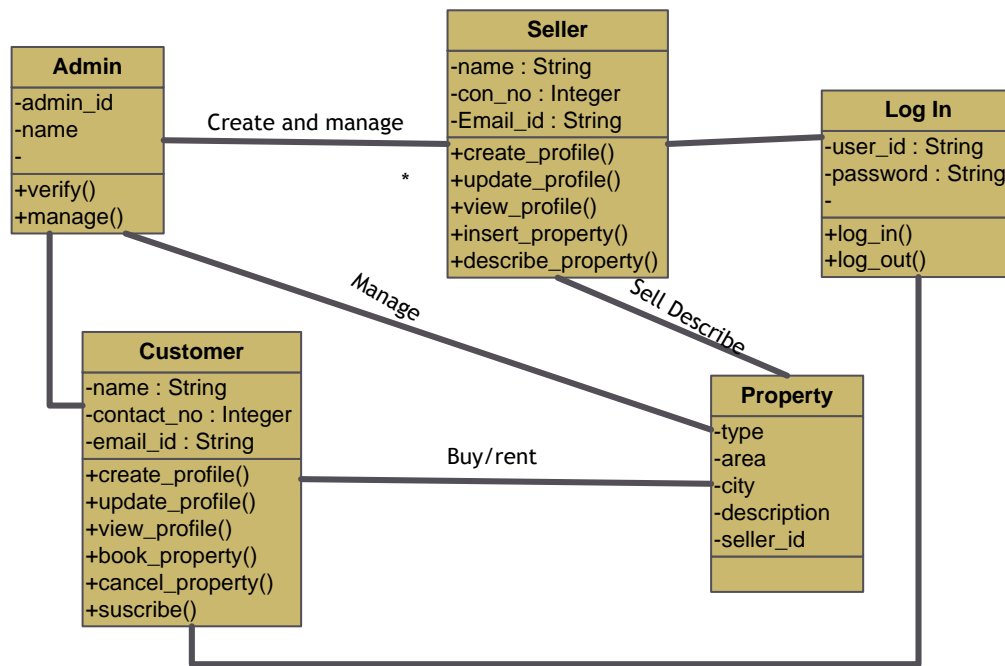 Admin
-admin_id
-name
-
+verify()
+manage()
Create and manage
*
Seller
-name : String
-con_no : Integer
-Email_id : String
+create_profile()
+update_profile()
+view_profile()
+insert_property()
+describe_property()
Log In
-user_id : String
-password : String
-
+log_in()
+log_out()
Manage
Sell Describe
Customer
-name : String
-contact_no : Integer
-email_id : String
+create_profile()
+update_profile()
+view_profile()
+book_property()
+cancel_property()
+suscribe()
Buy/rent
Property
-type
-area
-city
-description
-seller_id